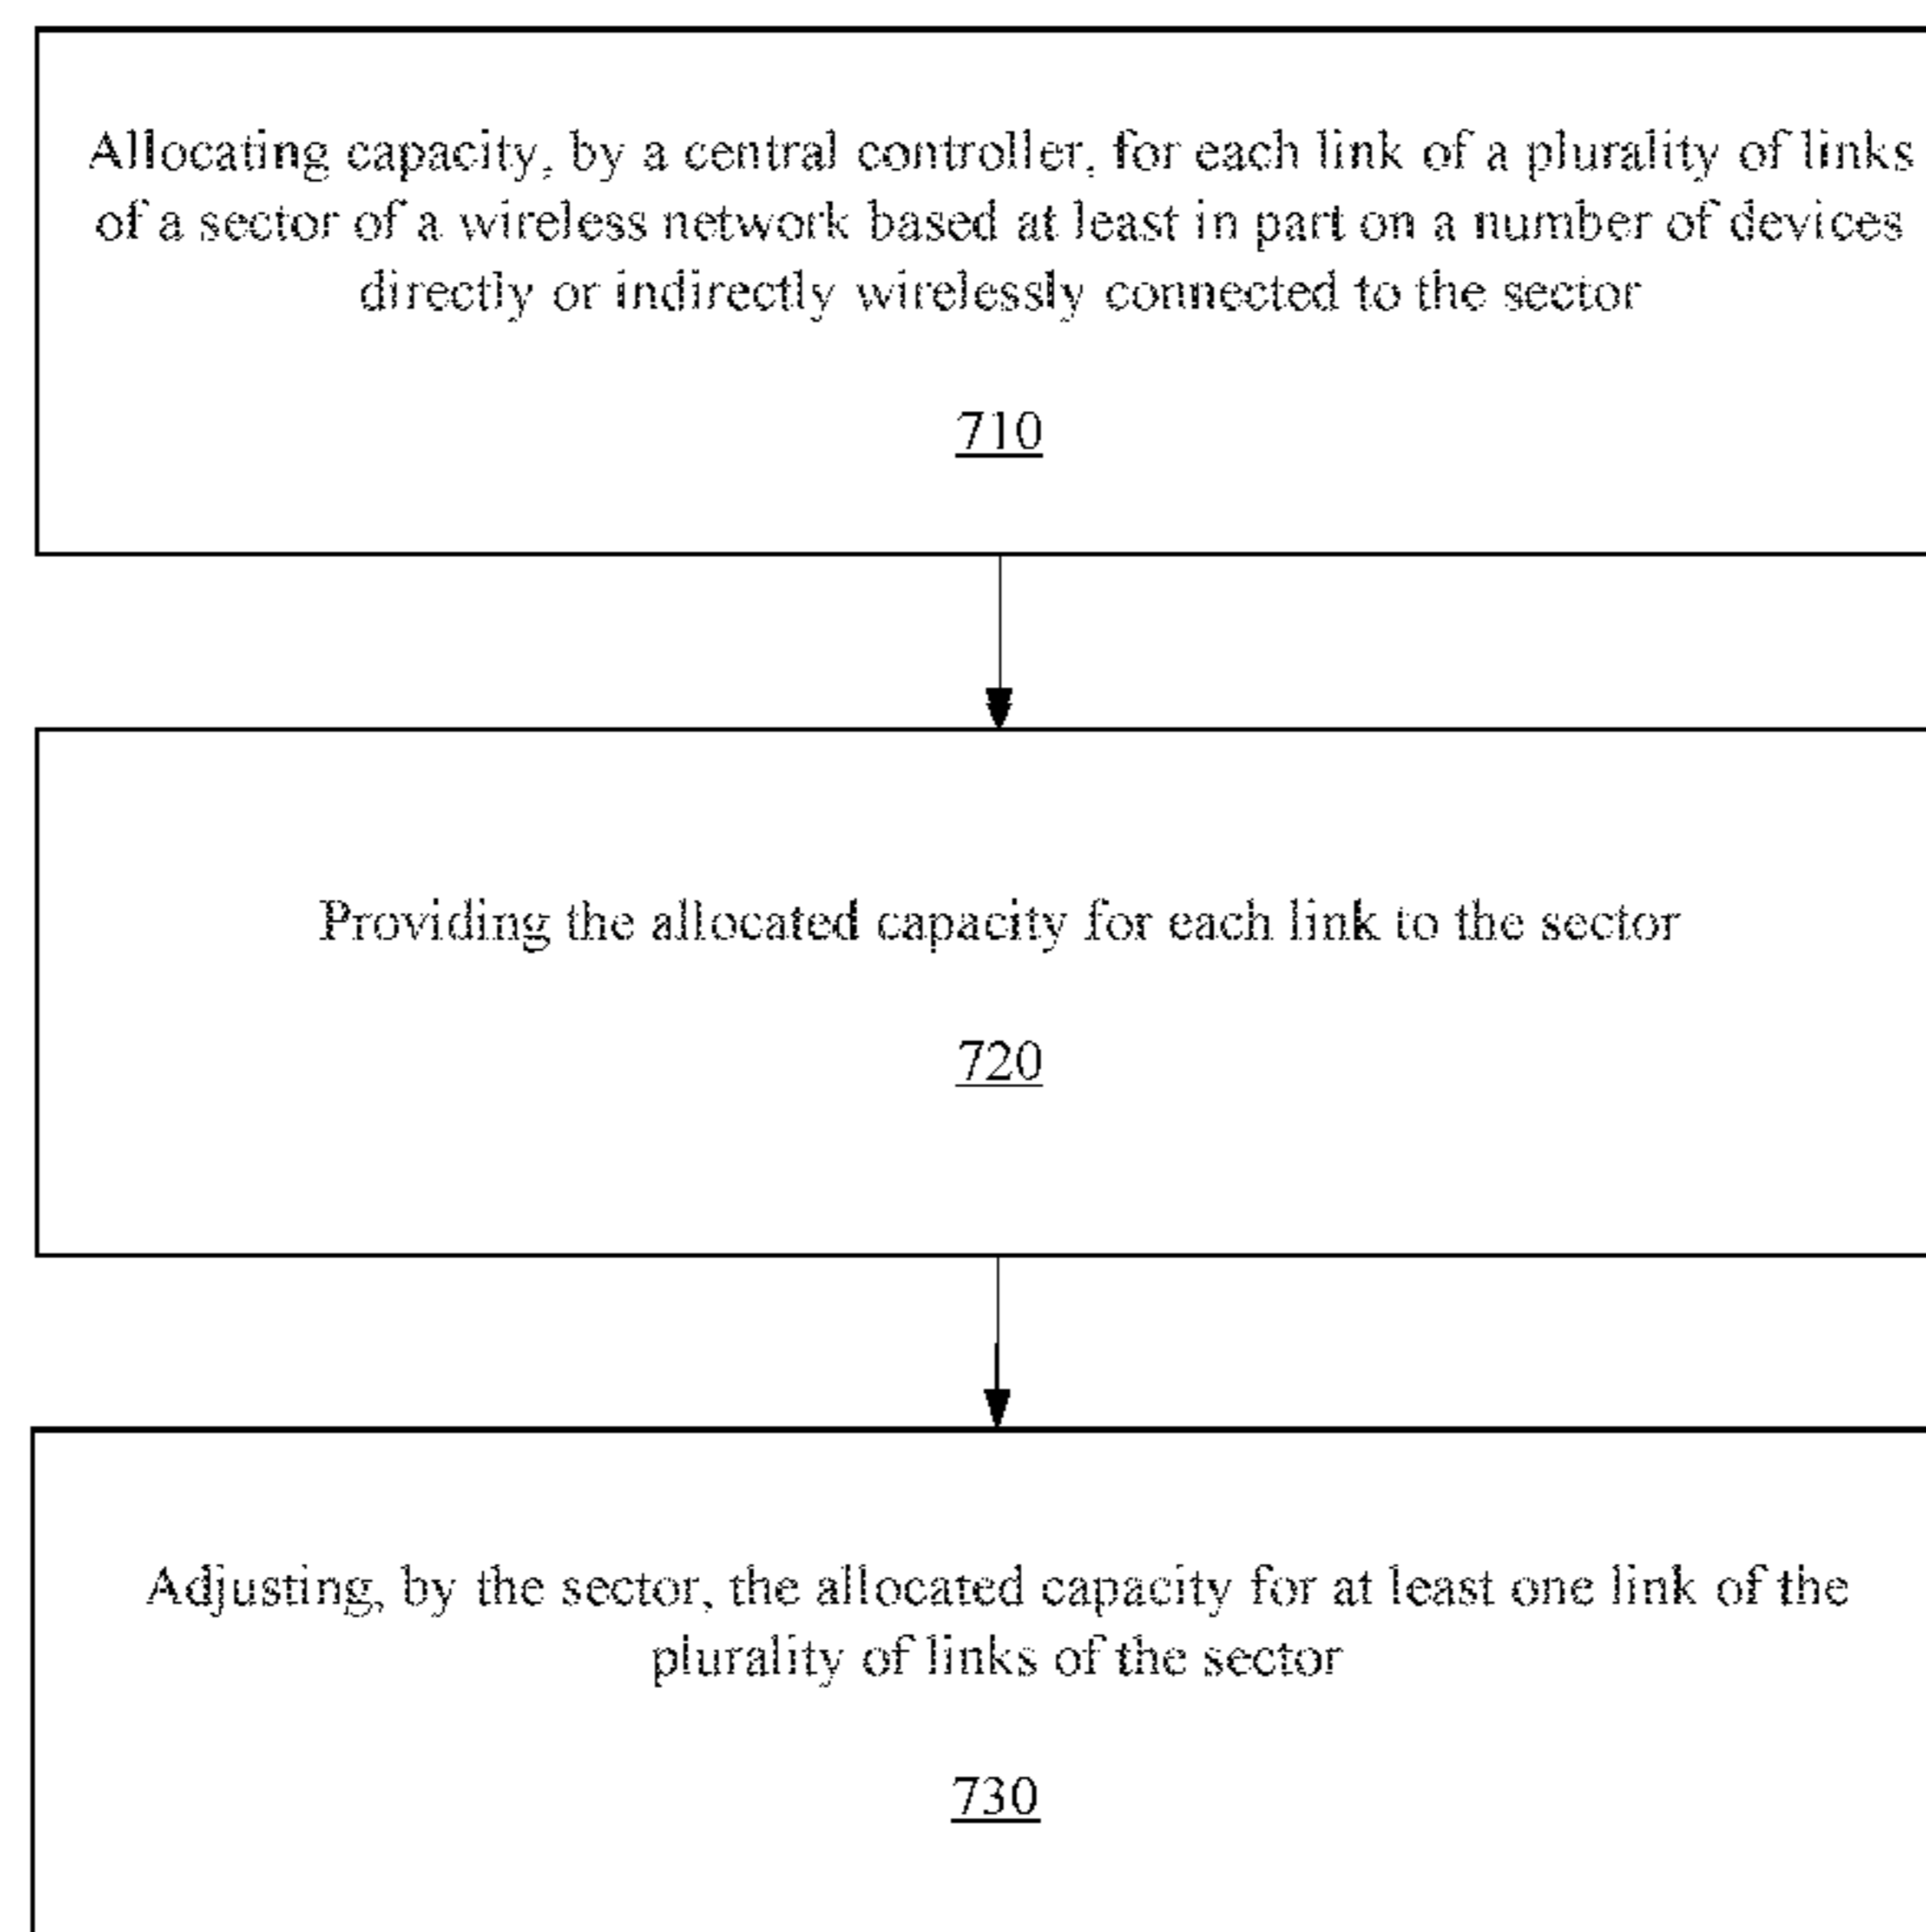 Allocating capacity, by a central controller, for each link of a plurality of links
of a sector of a wireless network based at least in part on a number of devices
directly or indirectly wirelessly connected to the sector
710
Providing the allocated capacity for each link to the sector
720
Adjusting, by the sector, the allocated capacity for at least one link of the
plurality of links of the sector
730